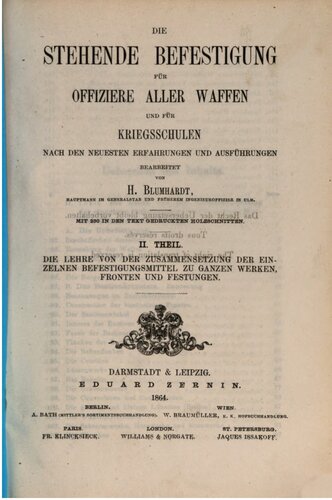 DIE
STEHENDE BEFESTIGUNG
FÜR
OFFIZIERE ALLER WAFFEN
UND FÜR
KRIEGSSCHULEN
NACH DEN NEUESTEN ERFAHRUNGEN UND AUSFÜHRUNGEN
BEARBEITET
VON
H. BLUMHARDT,
HAUPTMANN IM GENERALSTAB UND FRÜHEREM INGENIEUROFFIZIER IN ULM.
MIT 290 IN DEN TEXT GEDRUCKTEN HOLZSCHNITTEN.
II. THEIL.
DIE LEHRE VON DER ZUSAMMENSETZUNG DER EIN-
ZELNEN BEFESTIGUNGSMITTEL ZU GANZEN WERKEN,
FRONTEN UND FESTUNGEN.
DARMSTADT & LEIPZIG.
EDUARD ZERNIN.
1864.
BERLIN. WIEN.
A. BATH (MITTLER'S SORTIMENTSBUCHHANDLUNG). W. BRAUMÜLLER, K. K. HOFBUCHHANDLUNG.
PARIS. LONDON. ST. PETERSBURG.
FR. KLINCKSIECK. WILLIAMS & NORGATE. JAQUES ISSAKOFF.